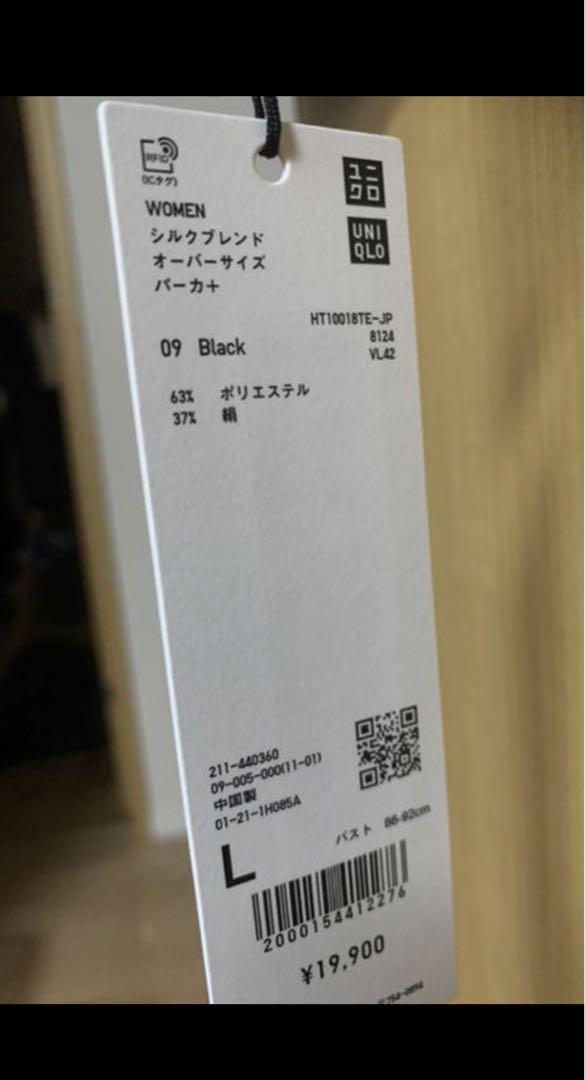 RFID
(ICタグ)
ユニ
クロ
WOMEN
シルクブレンド
オーバーサイズ
パーカ+
UNI
QLO
HT10018TE-JP
8124
VL42
09 Black
63% ポリエステル
37% 絹
211-440360
09-005-000(11-01)
中国製
01-21-1H085A
L
バスト 86-92cm
2000154412276
¥19,900